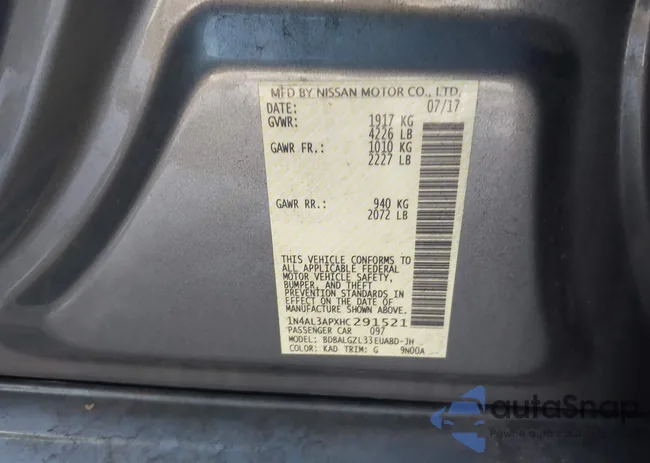 MFD BY NISSAN MOTOR CO., LTD.
DATE: 07/17
GVWR: 1917 KG
4226 LB
GAWR FR.: 1010 KG
2227 LB
GAWR RR.: 940 KG
2072 LB
THIS VEHICLE CONFORMS TO
ALL APPLICABLE FEDERAL
MOTOR VEHICLE SAFETY,
BUMPER, AND THEFT
PREVENTION STANDARDS IN
EFFECT ON THE DATE OF
MANUFACTURE SHOWN ABOVE.
1N4AL3APXHC291521
PASSENGER CAR 097
MODEL: BDBALGZL33EUABD-JH
COLOR: KAD TRIM: G 9N00A
autaSnap